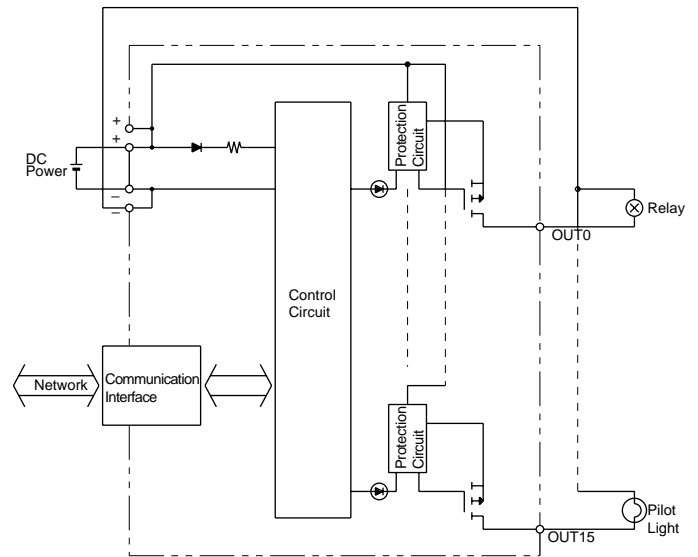 +
+
DC
Power
−
−
Protection
Circuit
Relay
OUT0
Control
Circuit
Network
Communication
Interface
Protection
Circuit
Pilot
Light
OUT15